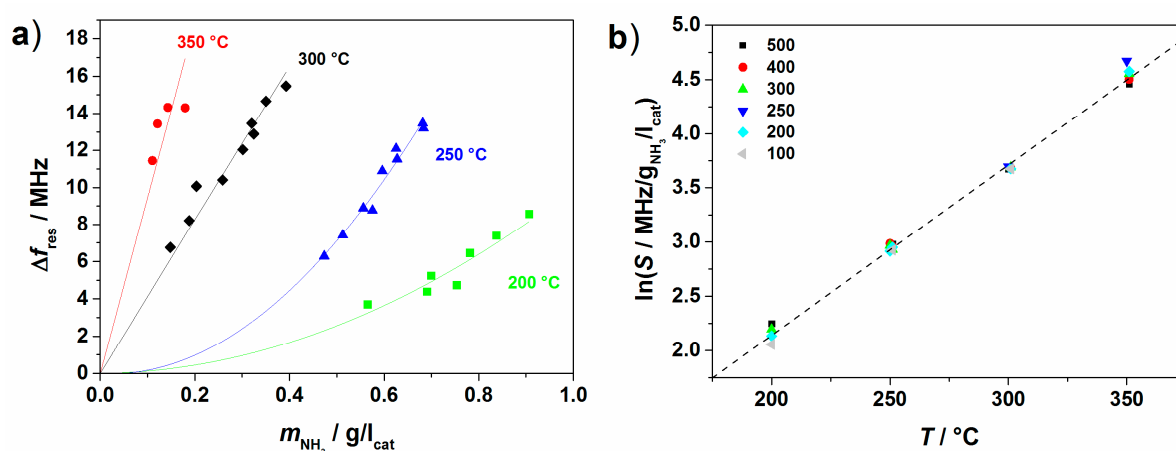 a)
Δf_res / MHz
18
16
14
12
10
8
6
4
2
0
350 °C
300 °C
250 °C
200 °C
0.0 0.2 0.4 0.6 0.8 1.0
m_NH₃ / g/l_cat
b)
ln(S / MHz/g_NH₃/l_cat)
5.0
4.5
4.0
3.5
3.0
2.5
2.0
500
400
300
250
200
100
200 250 300 350
T / °C